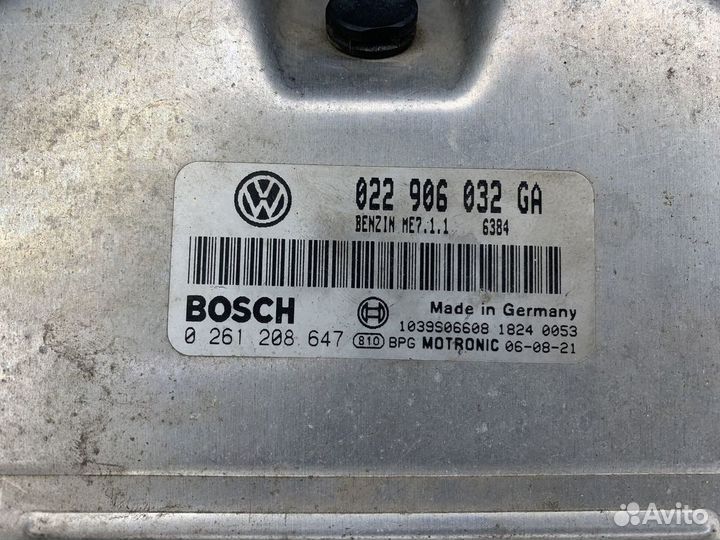 022 906 032 GA
BENZIN ME7.1.1 6384
BOSCH
Made in Germany
1039S06608 1824 0053
0 261 208 647 810 BPG MOTRONIC 06-08-21
Avito